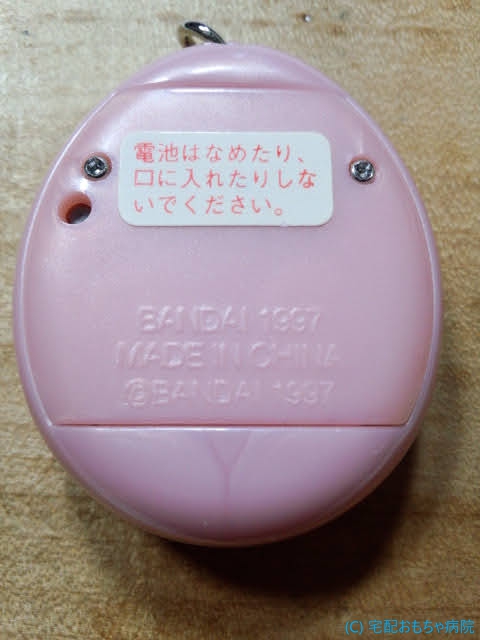 電池はなめたり、
口に入れたりしな
いでください。
BANDAI 1997
MADE IN CHINA
©BANDAI 1997
(C) 宅配おもちゃ病院